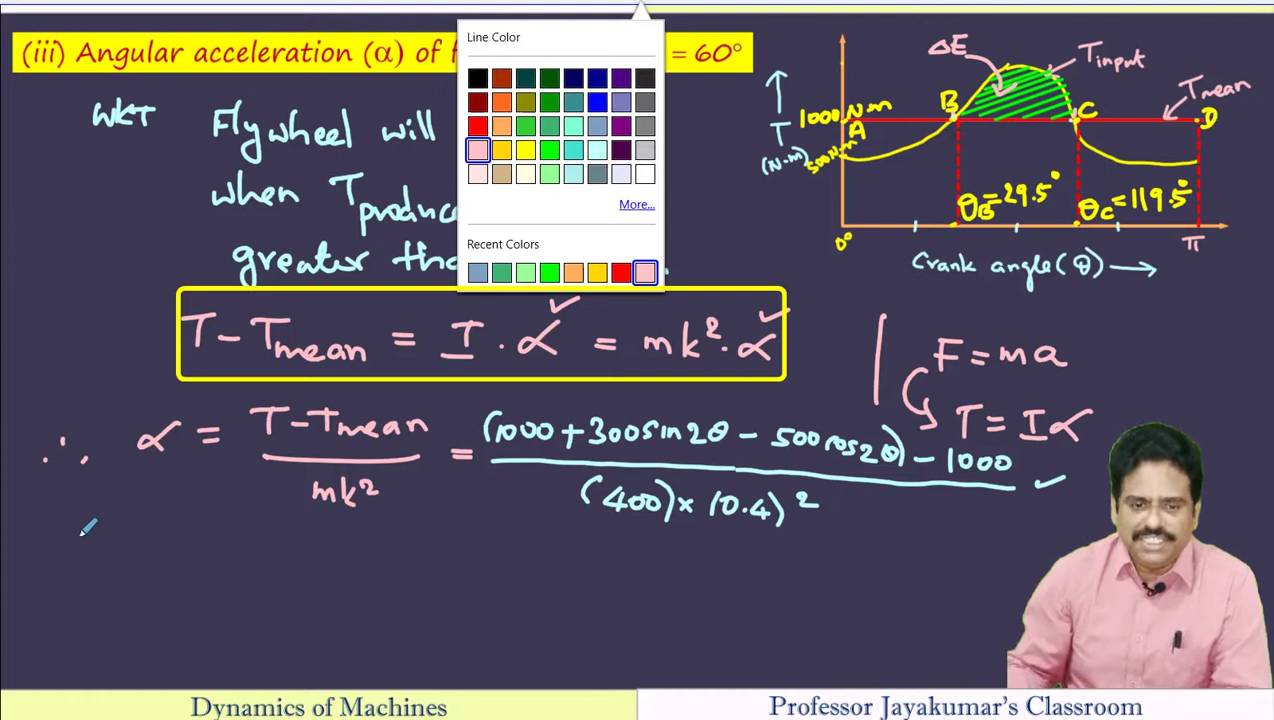 (iii) Angular acceleration (α) of f = 60°
Line Color
More...
Recent Colors
WKT Flywheel will
when Tproduce
greater tha
T - Tmean = I . α = mk² . α
F = ma
T = Iα
∴ α = T - Tmean / mk² = (1000 + 300 sin 2θ - 500 cos 2θ) - 1000 / (400) × (0.4)²
ΔE
Tinput
Tmean
1000 N.m
A
B
C
D
T
(N-m)
500 N.m
θB = 29.5°
θC = 119.5°
0°
π
Crank angle (θ) →
Dynamics of Machines
Professor Jayakumar's Classroom